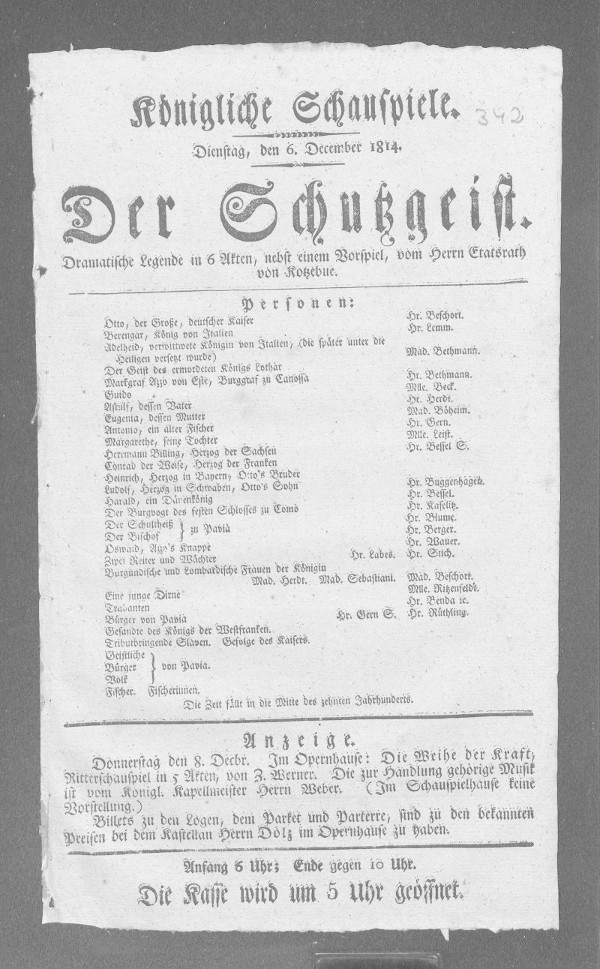 Königliche Schauspiele.
342
Dienstag, den 6. December 1814.
Der Schutzgeist.
Dramatische Legende in 6 Akten, nebst einem Vorspiel, vom Herrn Etatsrath
von Kotzebue.
Personen:
Otto, der Große, deutscher Kaiser Hr. Beschort.
Berengar, König von Italien Hr. Lemm.
Adelheid, verwittwete Königin von Italien, (die später unter die
Heiligen versetzt wurde) Mad. Bethmann.
Der Geist des ermordeten Königs Lothar
Markgraf Azzo von Este, Burggraf zu Canossa Hr. Bethmann.
Guido Mlle. Beck.
Astulf, dessen Vater Hr. Herdt.
Eugenia, dessen Mutter Mad. Böheim.
Antonio, ein alter Fischer Hr. Gern.
Margarethe, seine Tochter Mlle. Leist.
Herrmann Billing, Herzog der Sachsen Hr. Bessel S.
Conrad der Weise, Herzog der Franken
Heinrich, Herzog in Bayern, Otto's Bruder
Ludolf, Herzog in Schwaben, Otto's Sohn Hr. Buggenhagen.
Harald, ein Dänenkönig Hr. Bessel.
Der Burgvogt des festen Schlosses zu Como Hr. Kaselitz.
Der Schultheiß } zu Pavia Hr. Blume.
Der Bischof Hr. Berger.
Oswald, Azzo's Knappe Hr. Wauer.
Zwei Reiter und Wächter Hr. Labes. Hr. Stich.
Burgundische und Lombardische Frauen der Königin
Mad. Herdt. Mad. Sebastiani. Mad. Beschort.
Eine junge Dirne Mlle. Ritzenfeldt.
Trabanten Hr. Benda ic.
Bürger von Pavia Hr. Gern S. Hr. Rüthling.
Gesandte des Königs der Westfranken.
Tributbringende Slaven. Gefolge des Kaisers.
Geistliche
Bürger } von Pavia.
Volk
Fischer. Fischerinnen.
Die Zeit fällt in die Mitte des zehnten Jahrhunderts.
Anzeige.
Donnerstag den 8. Decbr. Im Opernhause: Die Weihe der Kraft,
Ritterschauspiel in 5 Akten, von Z. Werner. Die zur Handlung gehörige Musik
ist vom Königl. Kapellmeister Herrn Weber. (Im Schauspielhause keine
Vorstellung.)
Billets zu den Logen, dem Parket und Parterre, sind zu den bekannten
Preisen bei dem Kastellan Herrn Dölz im Opernhause zu haben.
Anfang 6 Uhr; Ende gegen 10 Uhr.
Die Kasse wird um 5 Uhr geöffnet.